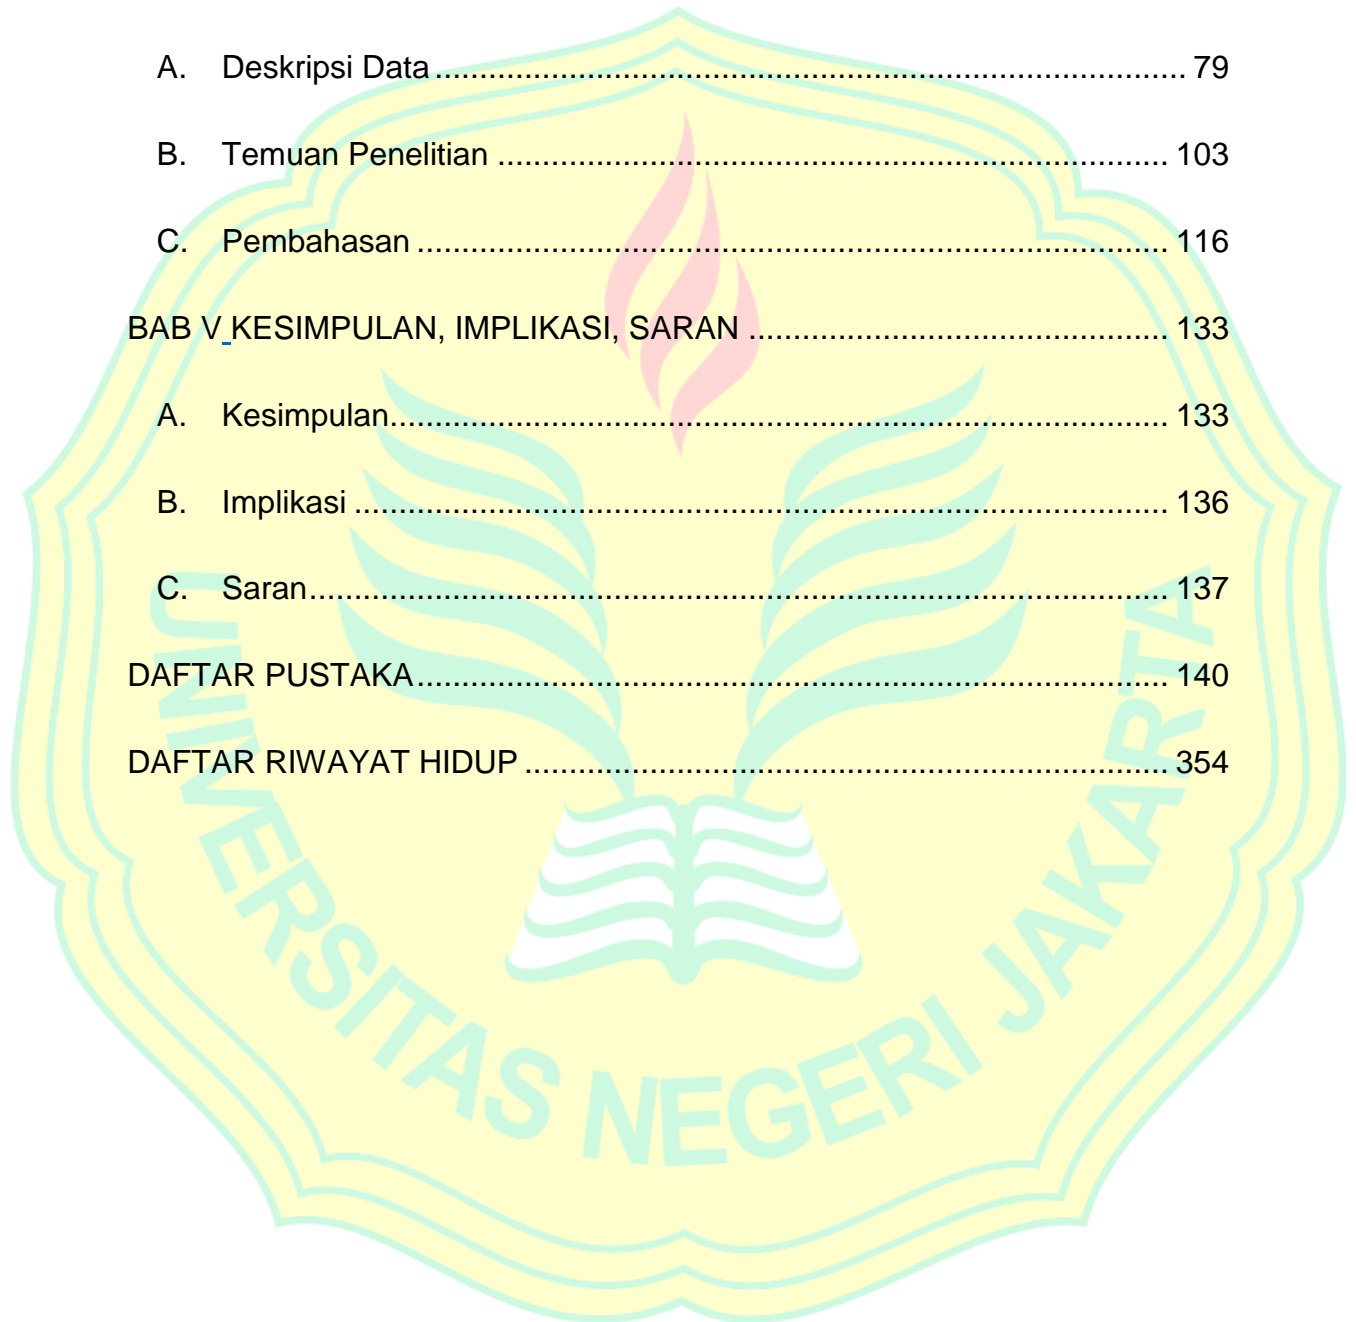 A. Deskripsi Data ........................................................................................ 79
B. Temuan Penelitian ............................................................................... 103
C. Pembahasan ........................................................................................ 116
BAB V KESIMPULAN, IMPLIKASI, SARAN ................................................. 133
A. Kesimpulan........................................................................................... 133
B. Implikasi ............................................................................................... 136
C. Saran.................................................................................................... 137
DAFTAR PUSTAKA........................................................................................ 140
DAFTAR RIWAYAT HIDUP ........................................................................... 354
UNIVERSITAS NEGERI JAKARTA